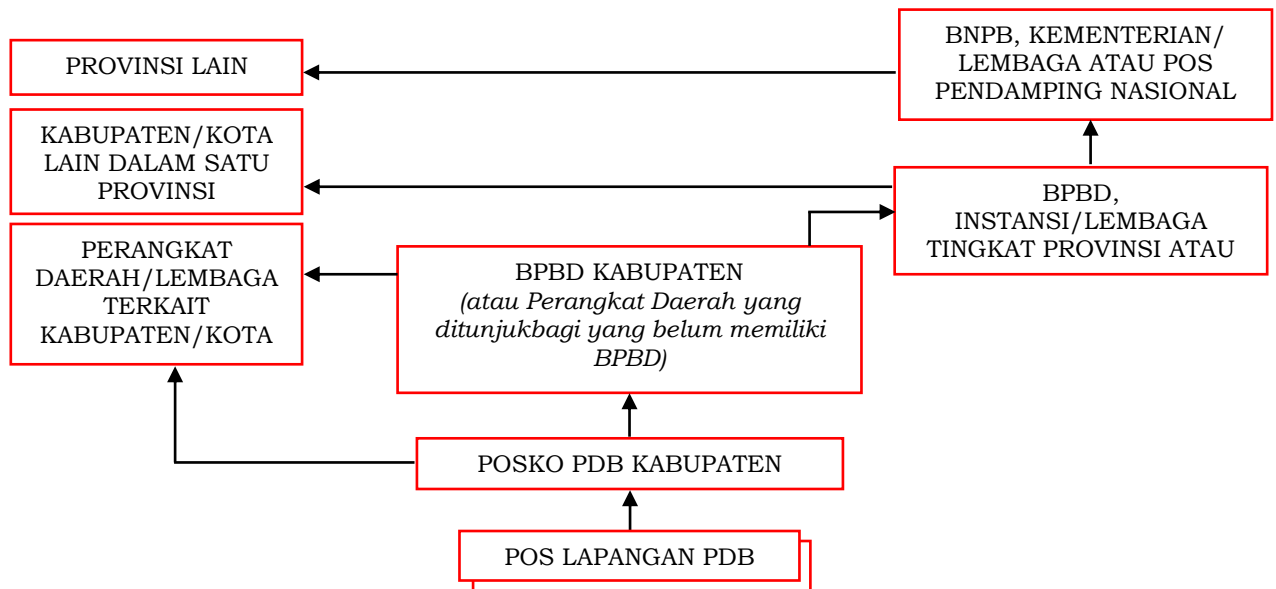 BNPB, KEMENTERIAN/
LEMBAGA ATAU POS
PENDAMPING NASIONAL
PROVINSI LAIN
KABUPATEN/KOTA
LAIN DALAM SATU
PROVINSI
BPBD,
INSTANSI/LEMBAGA
TINGKAT PROVINSI ATAU
PERANGKAT
DAERAH/LEMBAGA
TERKAIT
KABUPATEN/KOTA
BPBD KABUPATEN
(atau Perangkat Daerah yang
ditunjukbagi yang belum memiliki
BPBD)
POSKO PDB KABUPATEN
POS LAPANGAN PDB